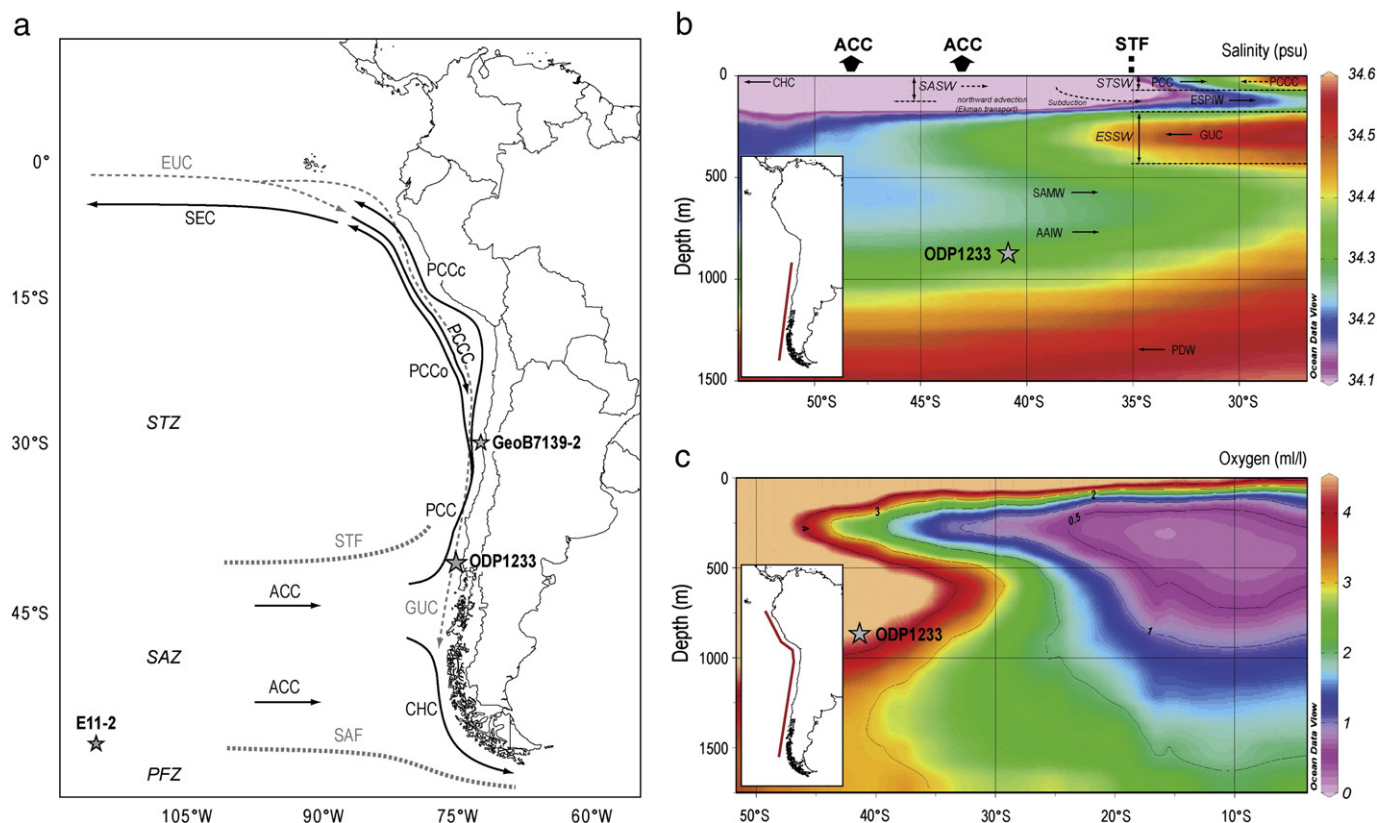 a
0°
15°S
30°S
45°S
105°W
90°W
75°W
60°W
EUC
SEC
PCCc
PCCC
PCCo
STZ
GeoB7139-2
PCC
STF
ODP1233
ACC
GUC
SAZ
ACC
CHC
E11-2
SAF
PFZ
b
ACC
ACC
STF
Salinity (psu)
CHC
SASW
northward advection
(Ekman transport)
Subduction
STSW
PCC
PCCC
ESPIW
ESSW
GUC
SAMW
AAIW
ODP1233
PDW
Depth (m)
0
500
1000
1500
50°S
45°S
40°S
35°S
30°S
Ocean Data View
34.6
34.5
34.4
34.3
34.2
34.1
c
Oxygen (ml/l)
4
3
2
0.5
1
ODP1233
Depth (m)
0
500
1000
1500
50°S
40°S
30°S
20°S
10°S
Ocean Data View
4
3
2
1
0